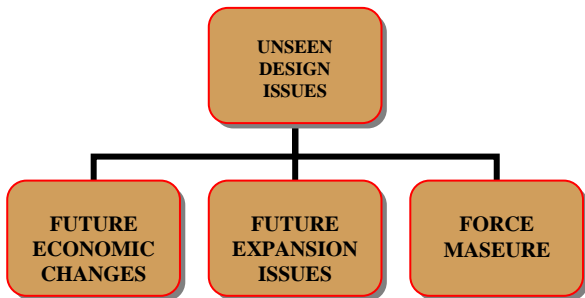 UNSEEN
DESIGN
ISSUES
FUTURE
ECONOMIC
CHANGES
FUTURE
EXPANSION
ISSUES
FORCE
MASEURE